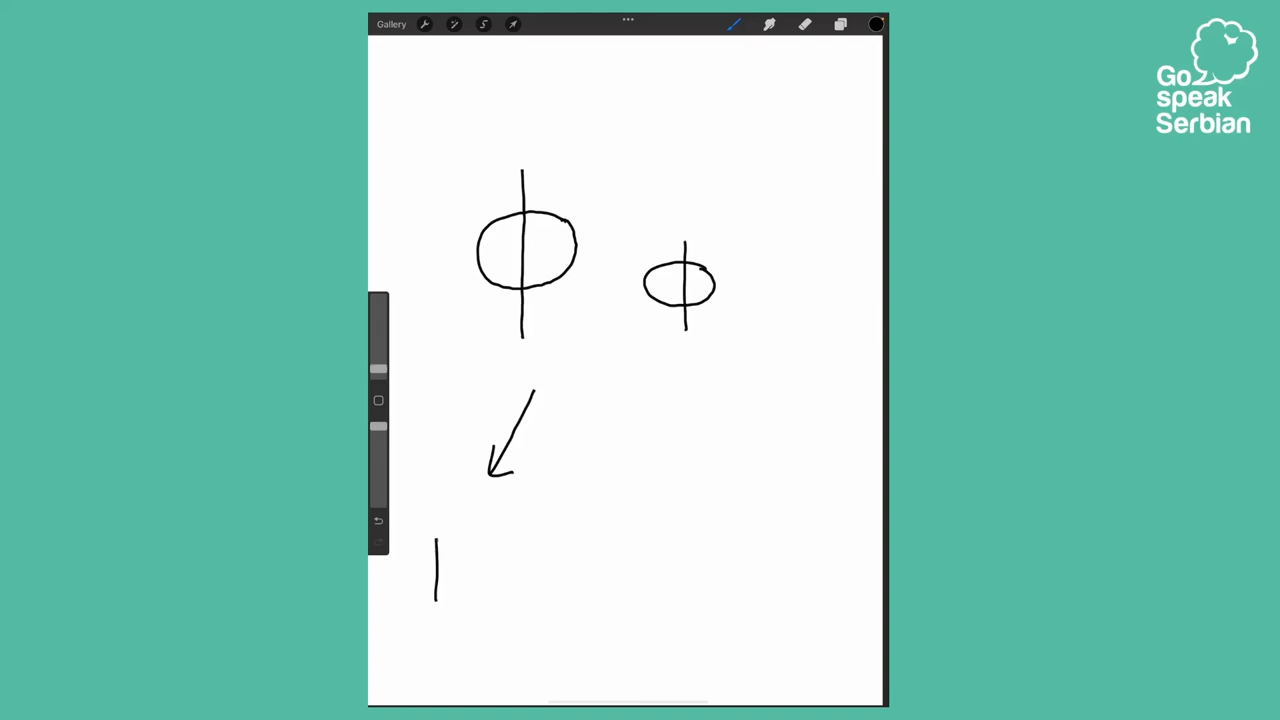 Gallery
Go
speak
Serbian
Ф ф